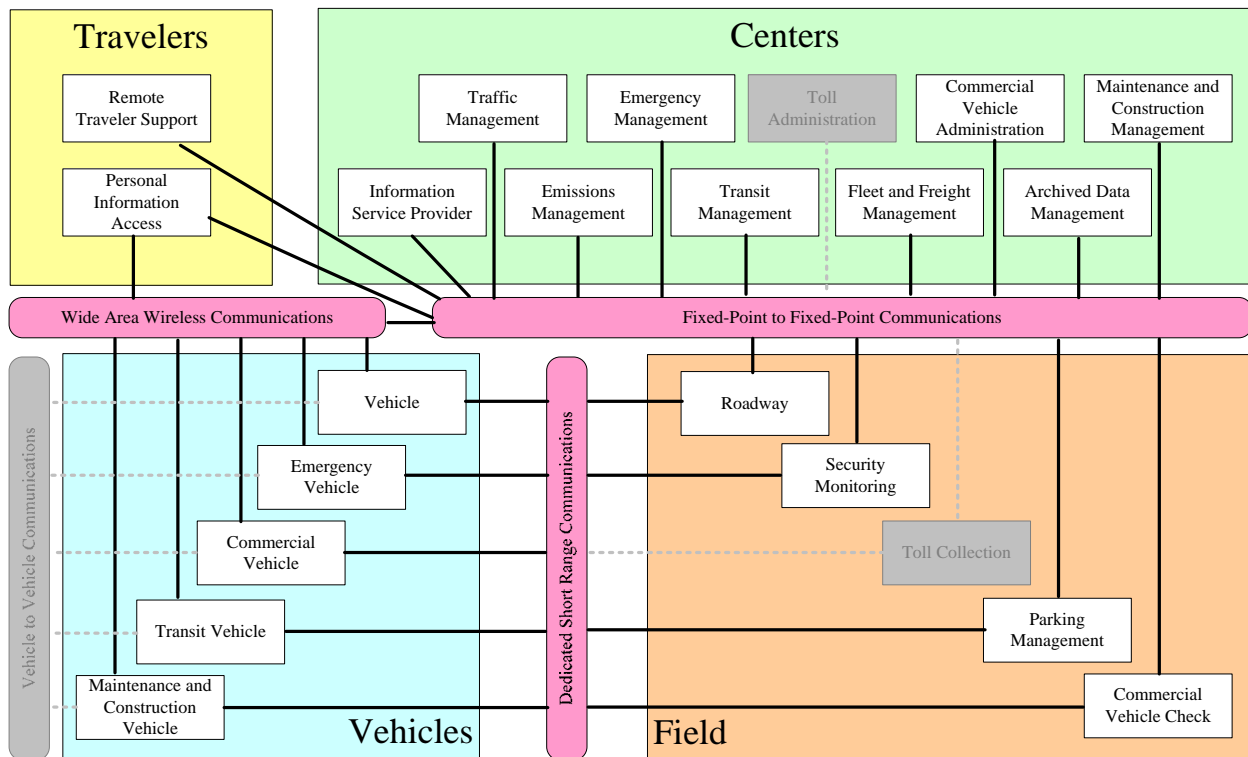 Travelers
Remote
Traveler Support
Personal
Information
Access
Centers
Traffic
Management
Emergency
Management
Toll
Administration
Commercial
Vehicle
Administration
Maintenance and
Construction
Management
Information
Service Provider
Emissions
Management
Transit
Management
Fleet and Freight
Management
Archived Data
Management
Wide Area Wireless Communications
Fixed-Point to Fixed-Point Communications
Vehicle to Vehicle Communications
Vehicle
Emergency
Vehicle
Commercial
Vehicle
Transit Vehicle
Maintenance and
Construction
Vehicle
Vehicles
Dedicated Short Range Communications
Roadway
Security
Monitoring
Toll Collection
Parking
Management
Commercial
Vehicle Check
Field